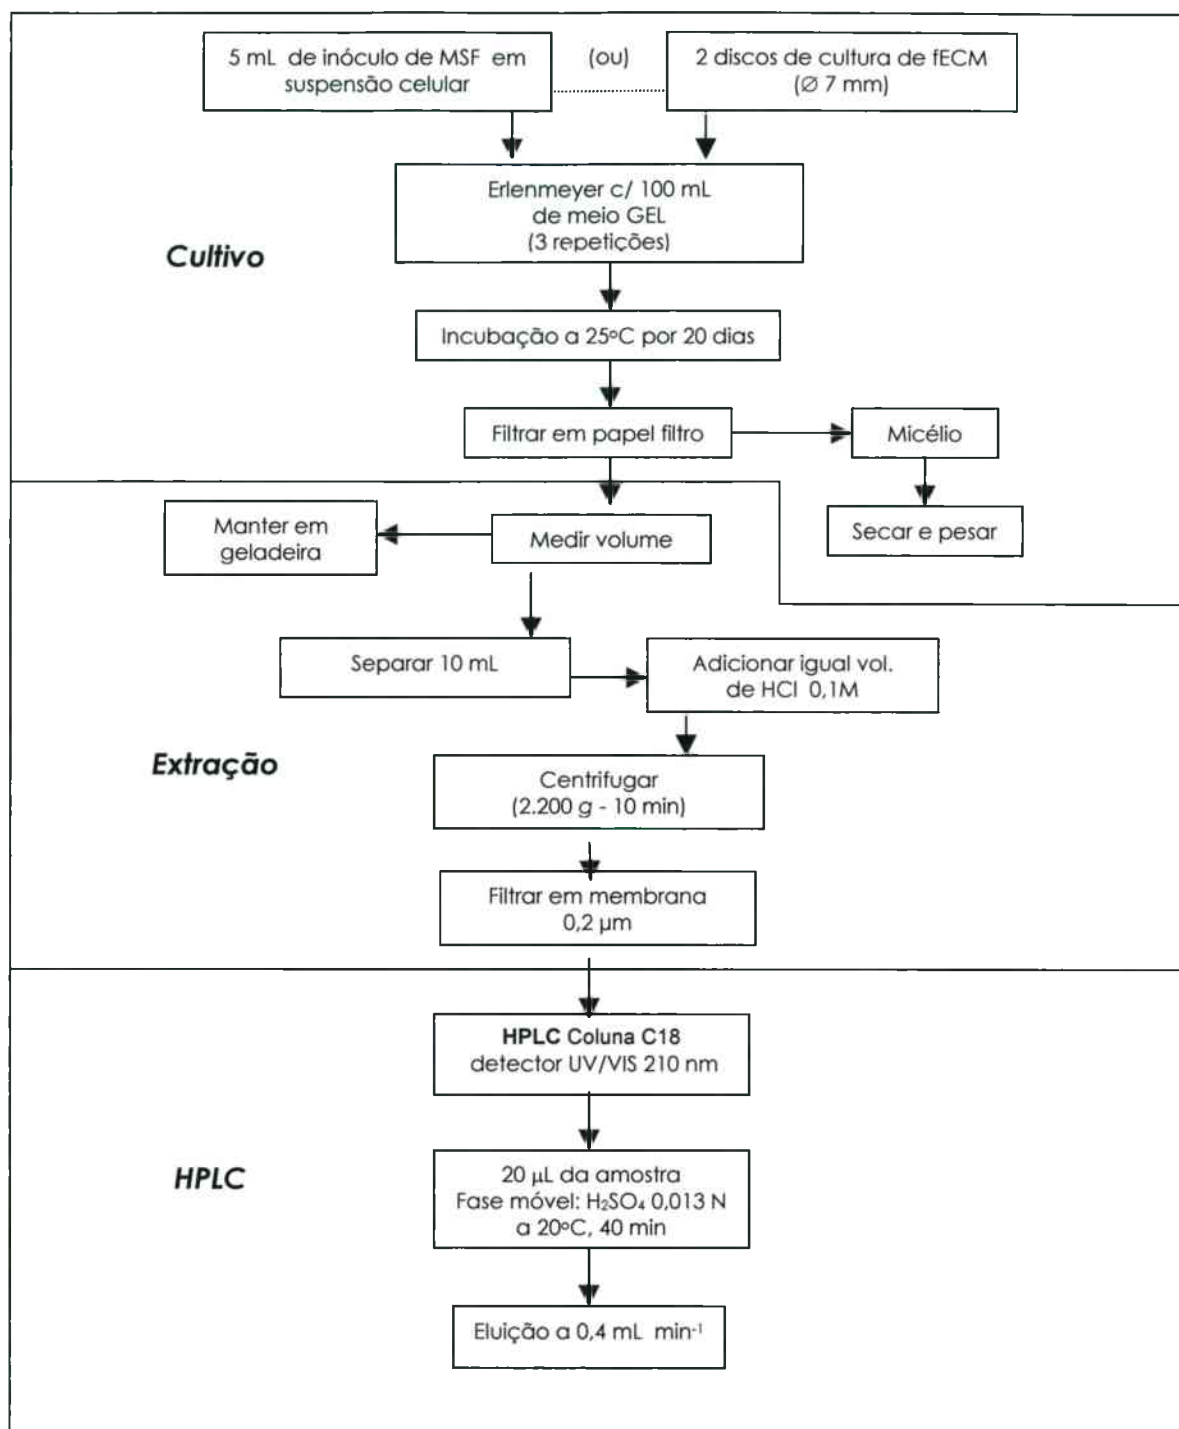 5 mL de inóculo de MSF em
suspensão celular
(ou)
2 discos de cultura de fECM
(Ø 7 mm)
Erlenmeyer c/ 100 mL
de meio GEL
(3 repetições)
Cultivo
Incubação a 25ºC por 20 dias
Filtrar em papel filtro
Micélio
Secar e pesar
Manter em
geladeira
Medir volume
Separar 10 mL
Adicionar igual vol.
de HCl 0,1M
Extração
Centrifugar
(2.200 g - 10 min)
Filtrar em membrana
0,2 µm
HPLC Coluna C18
detector UV/VIS 210 nm
HPLC
20 µL da amostra
Fase móvel: H₂SO₄ 0,013 N
a 20ºC, 40 min
Eluição a 0,4 mL min⁻¹